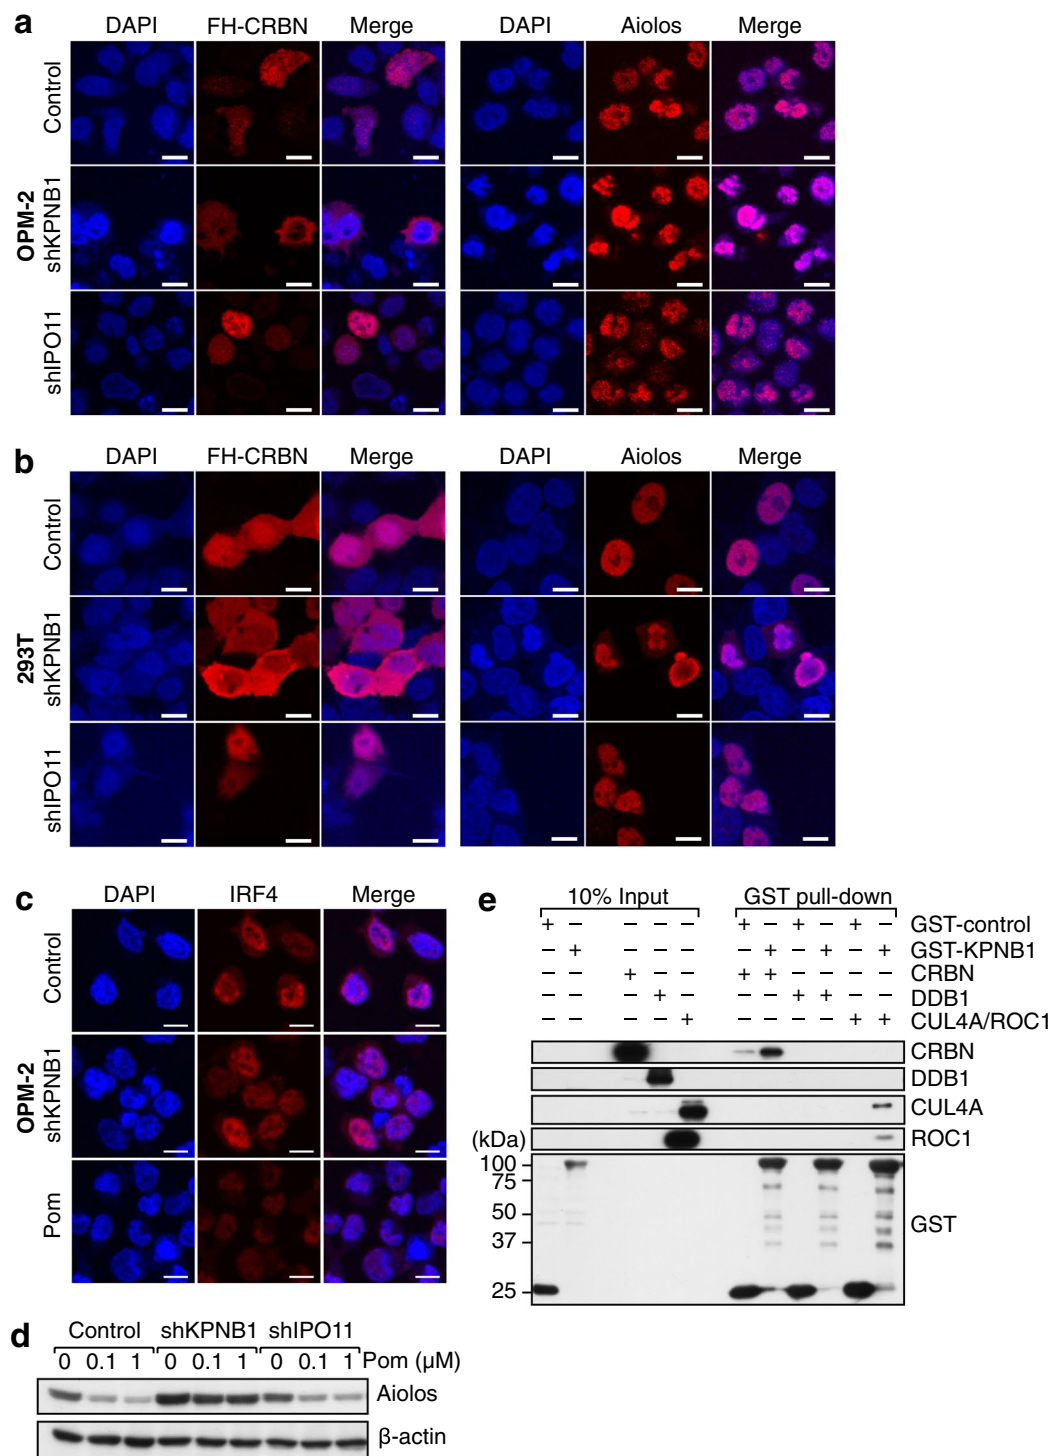 a
DAPI FH-CRBN Merge DAPI Aiolos Merge
OPM-2
Control
shKPNB1
shIPO11
b
DAPI FH-CRBN Merge DAPI Aiolos Merge
293T
Control
shKPNB1
shIPO11
c
DAPI IRF4 Merge
OPM-2
Control
shKPNB1
Pom
d
Control shKPNB1 shIPO11
0 0.1 1 0 0.1 1 0 0.1 1 Pom (μM)
Aiolos
β-actin
e
10% Input GST pull-down
+ − − − − + − + − + − GST-control
− + − − − − + − + − + GST-KPNB1
− − + − − + + − − − − CRBN
− − − + − − − + + − − DDB1
− − − − + − − − − + + CUL4A/ROC1
CRBN
DDB1
CUL4A
ROC1
(kDa)
100
75
50
37
25
GST